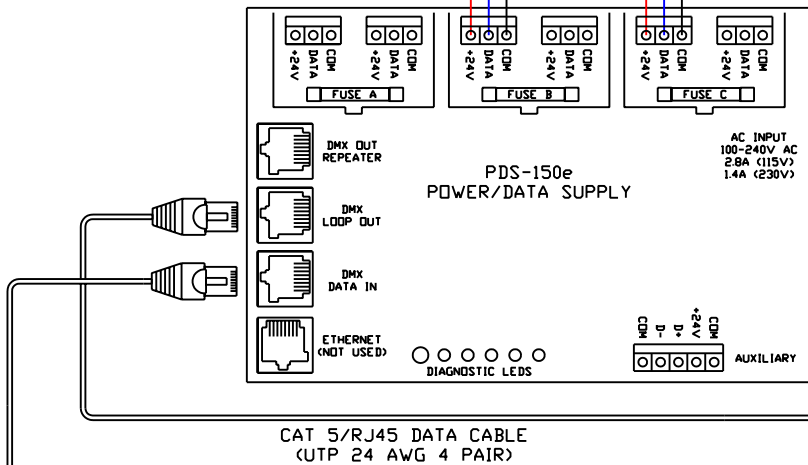 +24V DATA COM
+24V DATA COM
FUSE A
+24V DATA COM
+24V DATA COM
FUSE B
+24V DATA COM
+24V DATA COM
FUSE C
DMX OUT
REPEATER
AC INPUT
100-240V AC
2.8A (115V)
1.4A (230V)
PDS-150e
POWER/DATA SUPPLY
DMX
LOOP OUT
DMX
DATA IN
ETHERNET
(NOT USED)
DIAGNOSTIC LEDS
COM D- D+ +24V COM
AUXILIARY
CAT 5/RJ45 DATA CABLE
(UTP 24 AWG 4 PAIR)